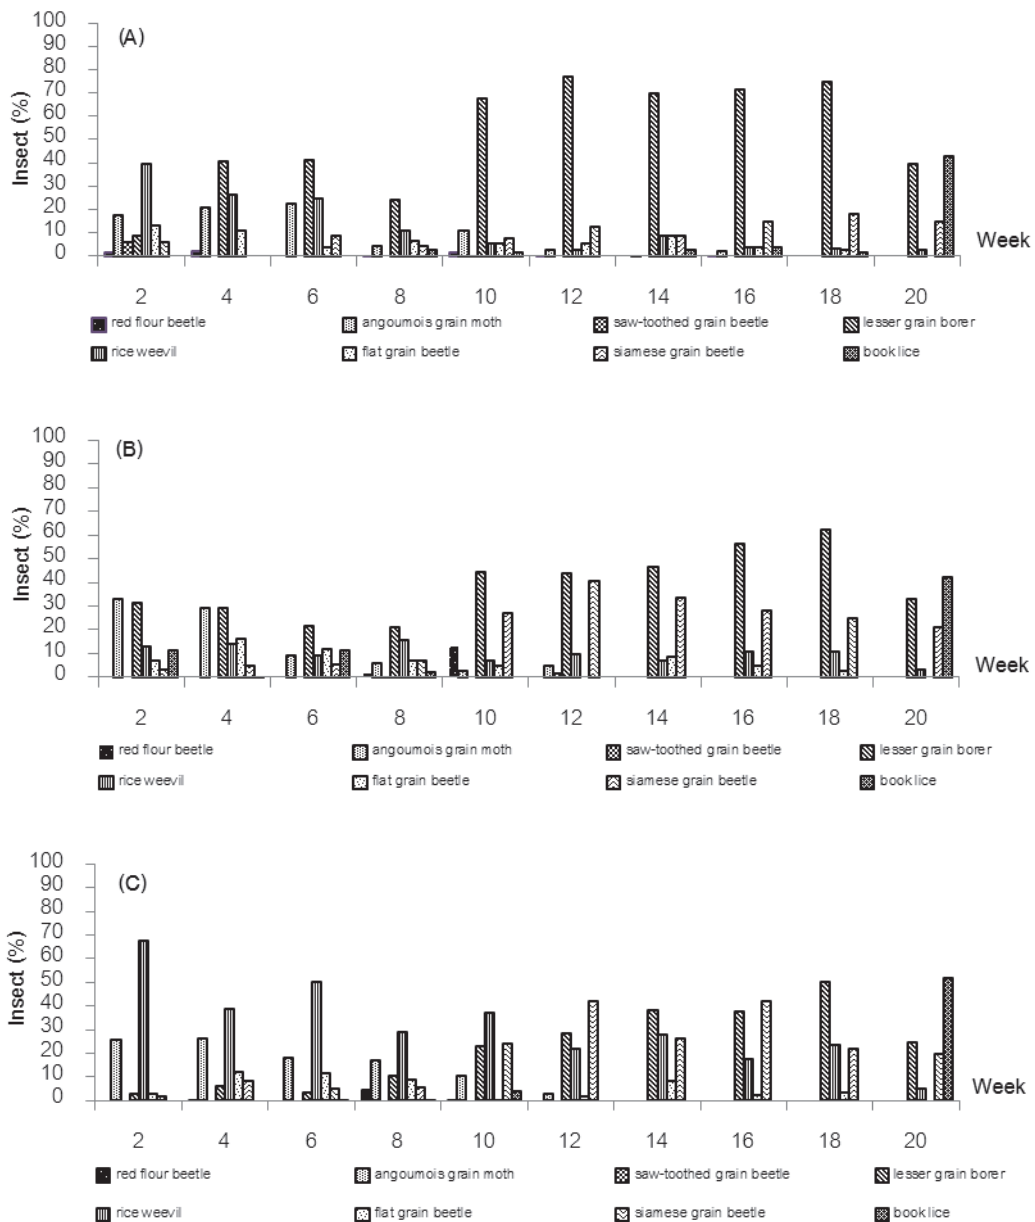 (A)
Insect (%)
100
90
80
70
60
50
40
30
20
10
0
2 4 6 8 10 12 14 16 18 20
Week
red flour beetle angoumois grain moth saw-toothed grain beetle lesser grain borer
rice weevil flat grain beetle siamese grain beetle book lice
(B)
Insect (%)
100
90
80
70
60
50
40
30
20
10
0
2 4 6 8 10 12 14 16 18 20
Week
red flour beetle angoumois grain moth saw-toothed grain beetle lesser grain borer
rice weevil flat grain beetle siamese grain beetle book lice
(C)
Insect (%)
100
90
80
70
60
50
40
30
20
10
0
2 4 6 8 10 12 14 16 18 20
Week
red flour beetle angoumois grain moth saw-toothed grain beetle lesser grain borer
rice weevil flat grain beetle siamese grain beetle book lice